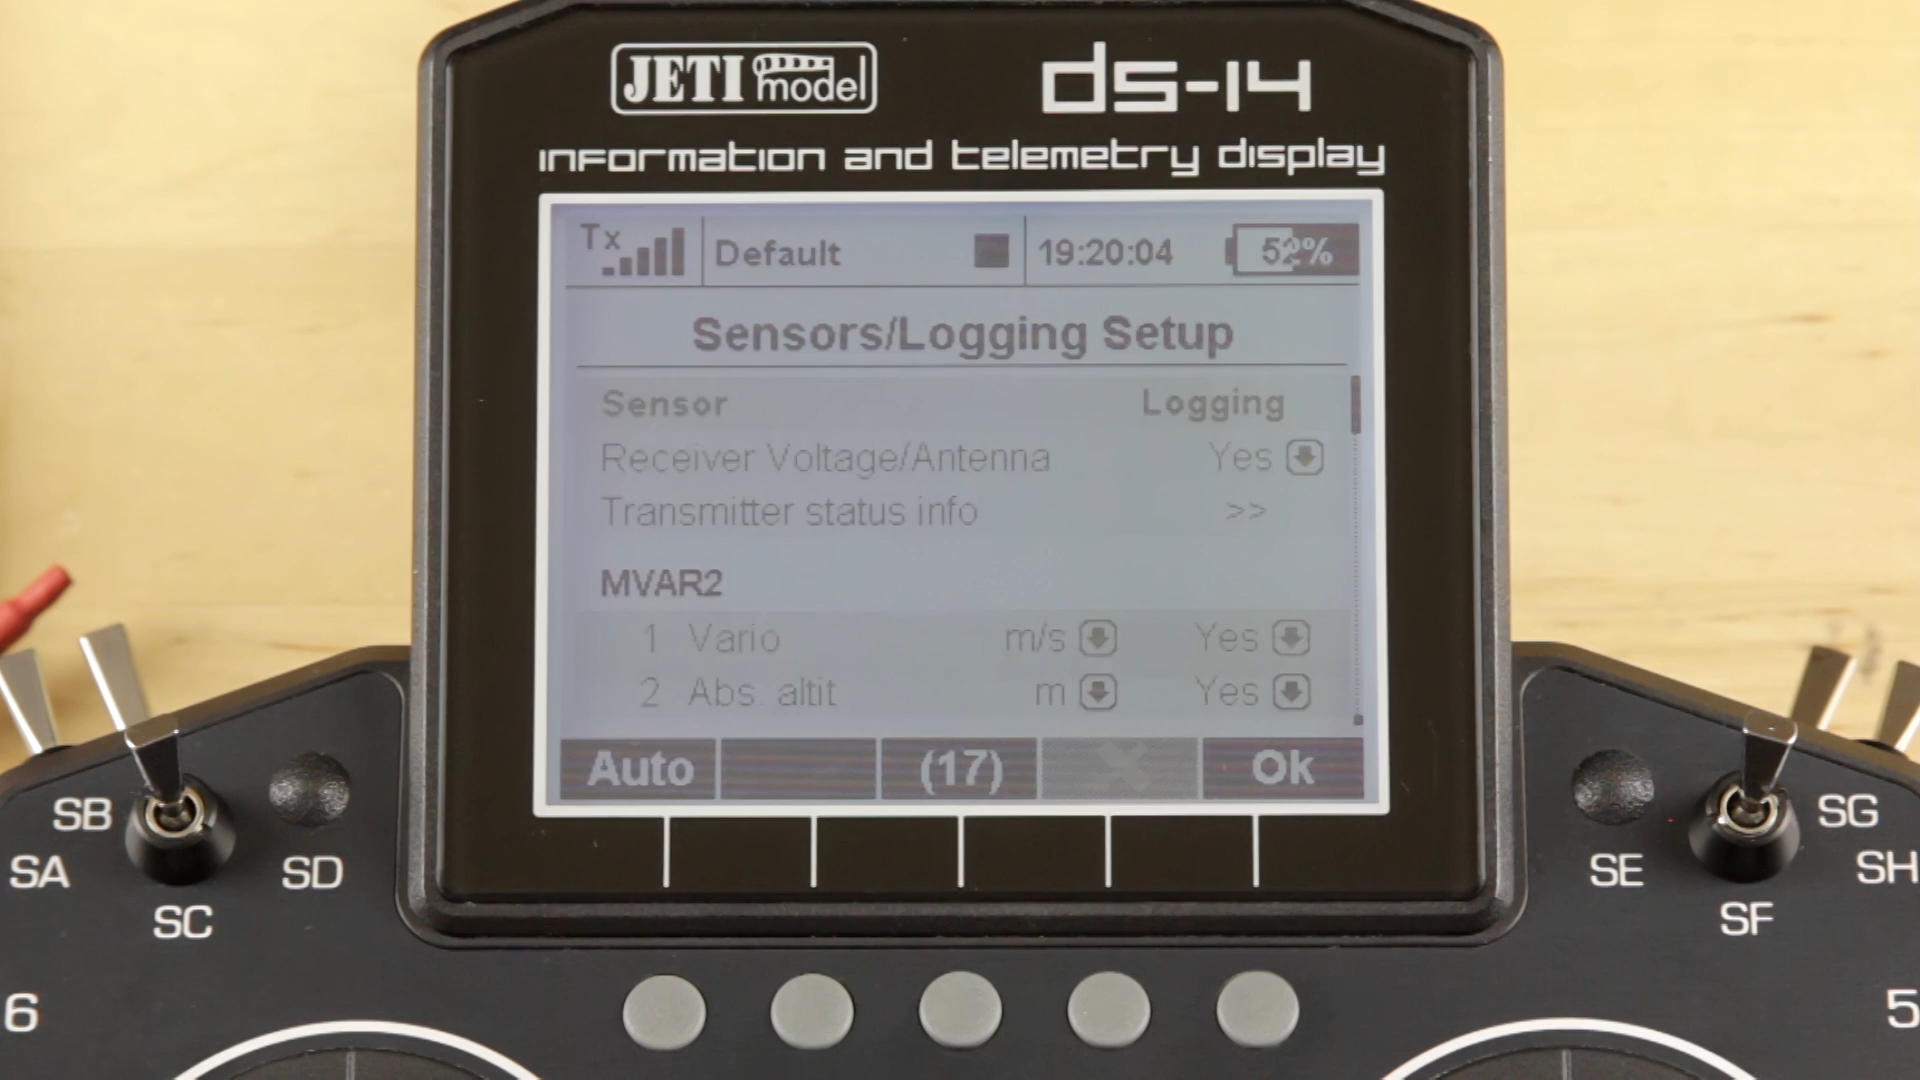 JETI model ds-14
information and telemetry display
Tx Default 19:20:04 52%
Sensors/Logging Setup
Sensor Logging
Receiver Voltage/Antenna Yes
Transmitter status info >>
MVAR2
1 Vario m/s Yes
2 Abs. altit m Yes
Auto (17) Ok
SB SG
SA SD SE SH
SC SF
6 5